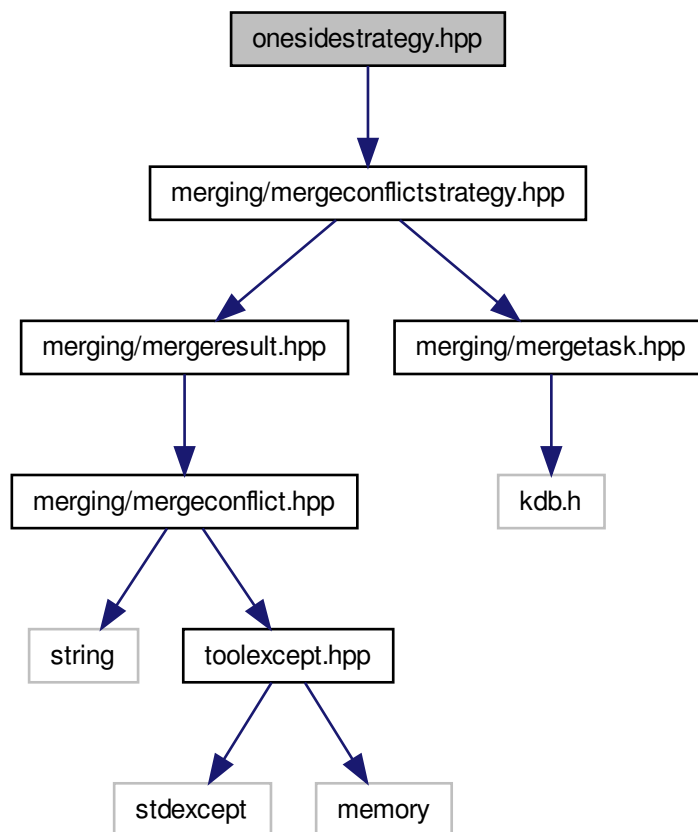 onesidestrategy.hpp
merging/mergeconflictstrategy.hpp
merging/mergeresult.hpp
merging/mergetask.hpp
merging/mergeconflict.hpp
kdb.h
string
toolexcept.hpp
stdexcept
memory